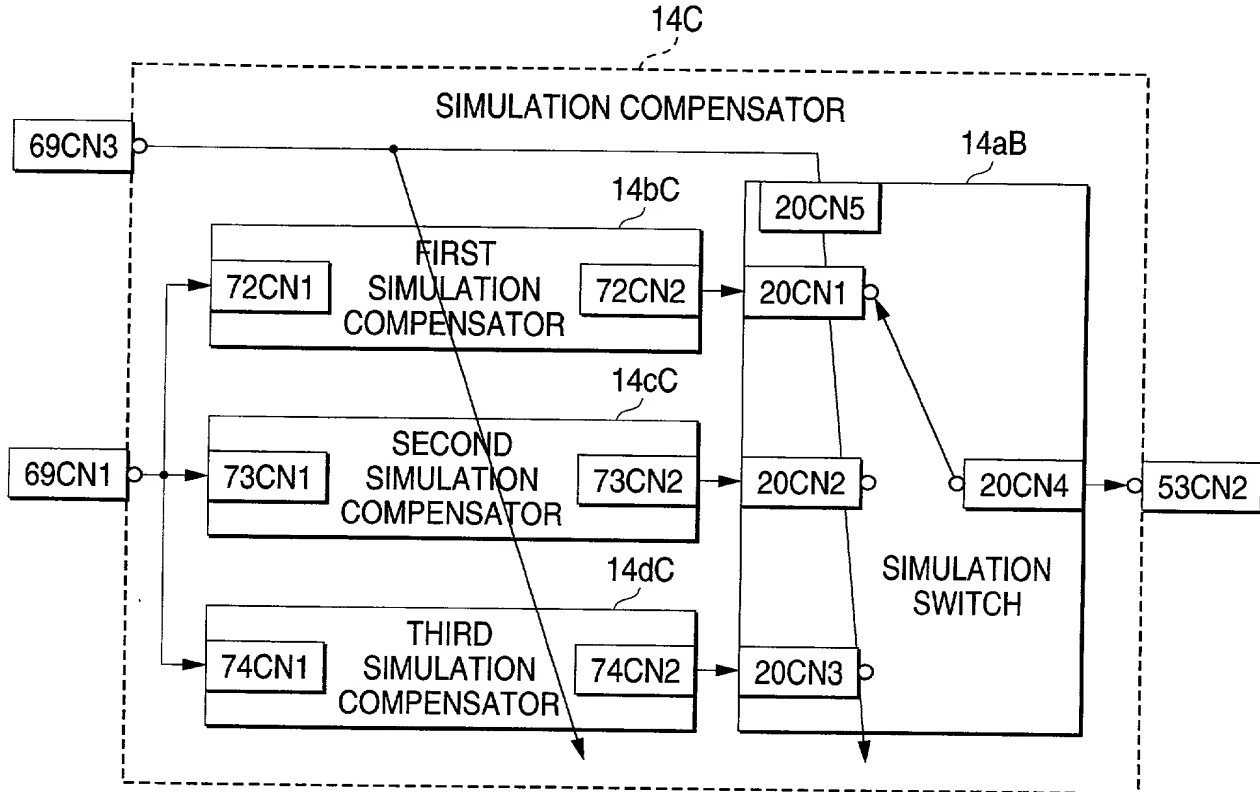 14C
SIMULATION COMPENSATOR
69CN3
14aB
14bC
20CN5
FIRST
SIMULATION
COMPENSATOR
72CN1
72CN2
20CN1
14cC
SECOND
SIMULATION
COMPENSATOR
69CN1
73CN1
73CN2
20CN2
20CN4
53CN2
14dC
SIMULATION
SWITCH
THIRD
SIMULATION
COMPENSATOR
74CN1
74CN2
20CN3